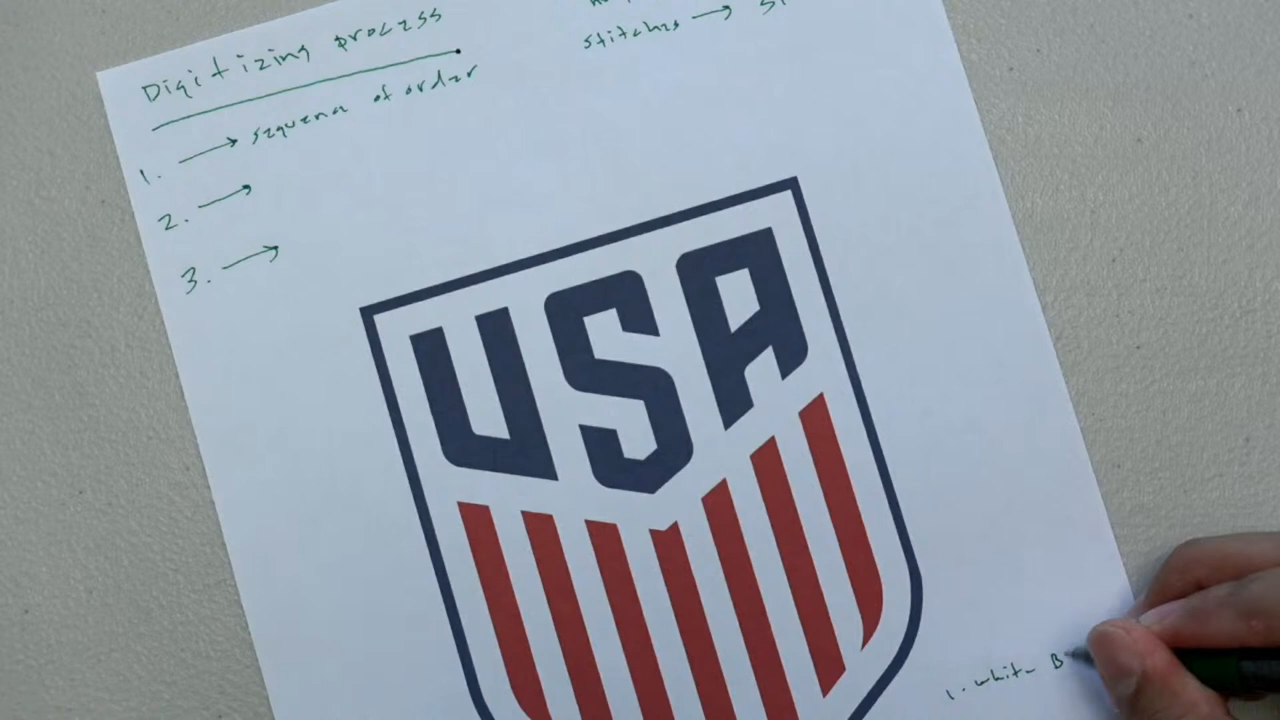 Digitizing process
1. → sequence of order
2. →
3. →
stitches →
USA
1. white B